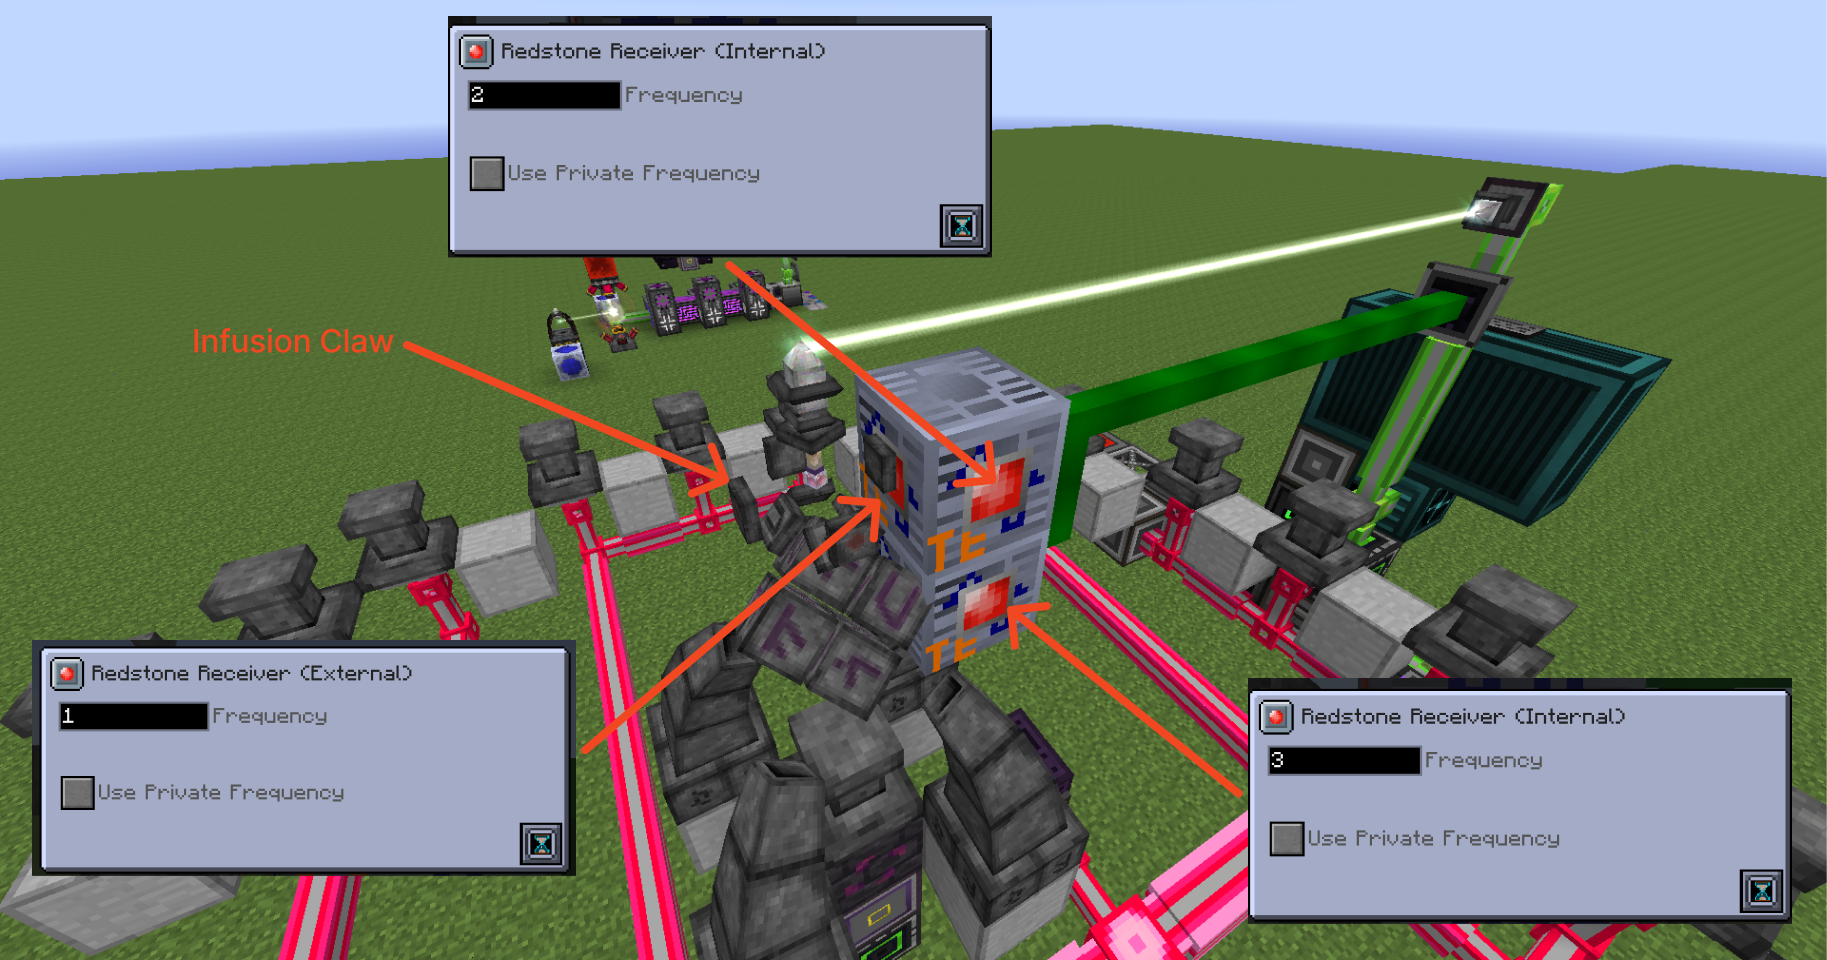 Redstone Receiver (Internal)
2 Frequency
Use Private Frequency
Infusion Claw
Redstone Receiver (External)
1 Frequency
Use Private Frequency
Redstone Receiver (Internal)
3 Frequency
Use Private Frequency